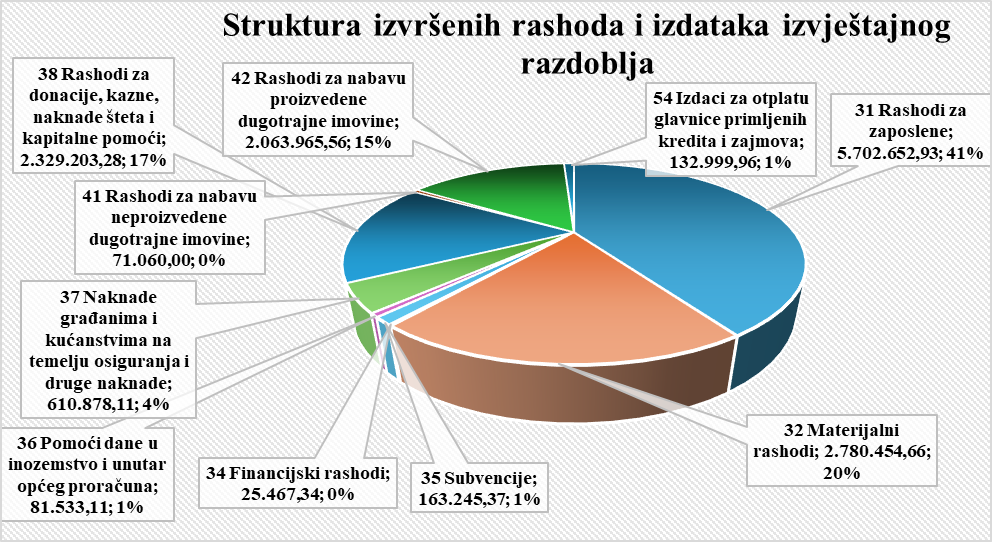 Struktura izvršenih rashoda i izdataka izvještajnog
razdoblja
38 Rashodi za
donacije, kazne,
naknade šteta i
kapitalne pomoći;
2.329.203,28; 17%
42 Rashodi za nabavu
proizvedene
dugotrajne imovine;
2.063.965,56; 15%
54 Izdaci za otplatu
glavnice primljenih
kredita i zajmova;
132.999,96; 1%
31 Rashodi za
zaposlene;
5.702.652,93; 41%
41 Rashodi za nabavu
neproizvedene
dugotrajne imovine;
71.060,00; 0%
37 Naknade
građanima i
kućanstvima na
temelju osiguranja i
druge naknade;
610.878,11; 4%
36 Pomoći dane u
inozemstvo i unutar
općeg proračuna;
81.533,11; 1%
34 Financijski rashodi;
25.467,34; 0%
35 Subvencije;
163.245,37; 1%
32 Materijalni
rashodi; 2.780.454,66;
20%